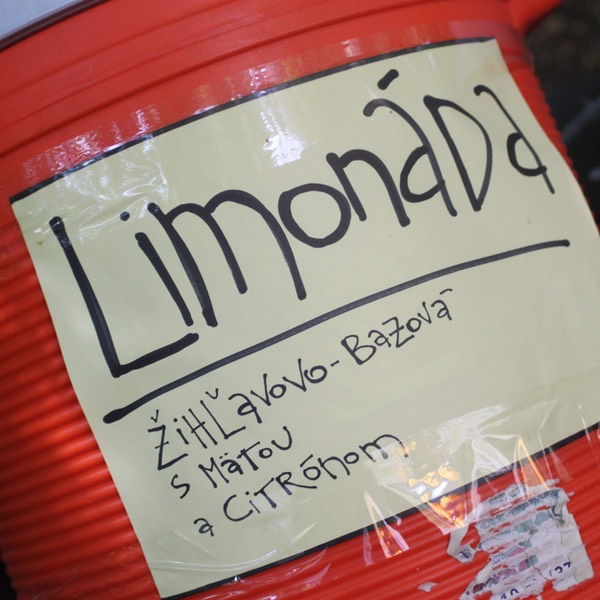 Limonáda
Žihľavovo-Bazová
s Mätou
a Citrónom